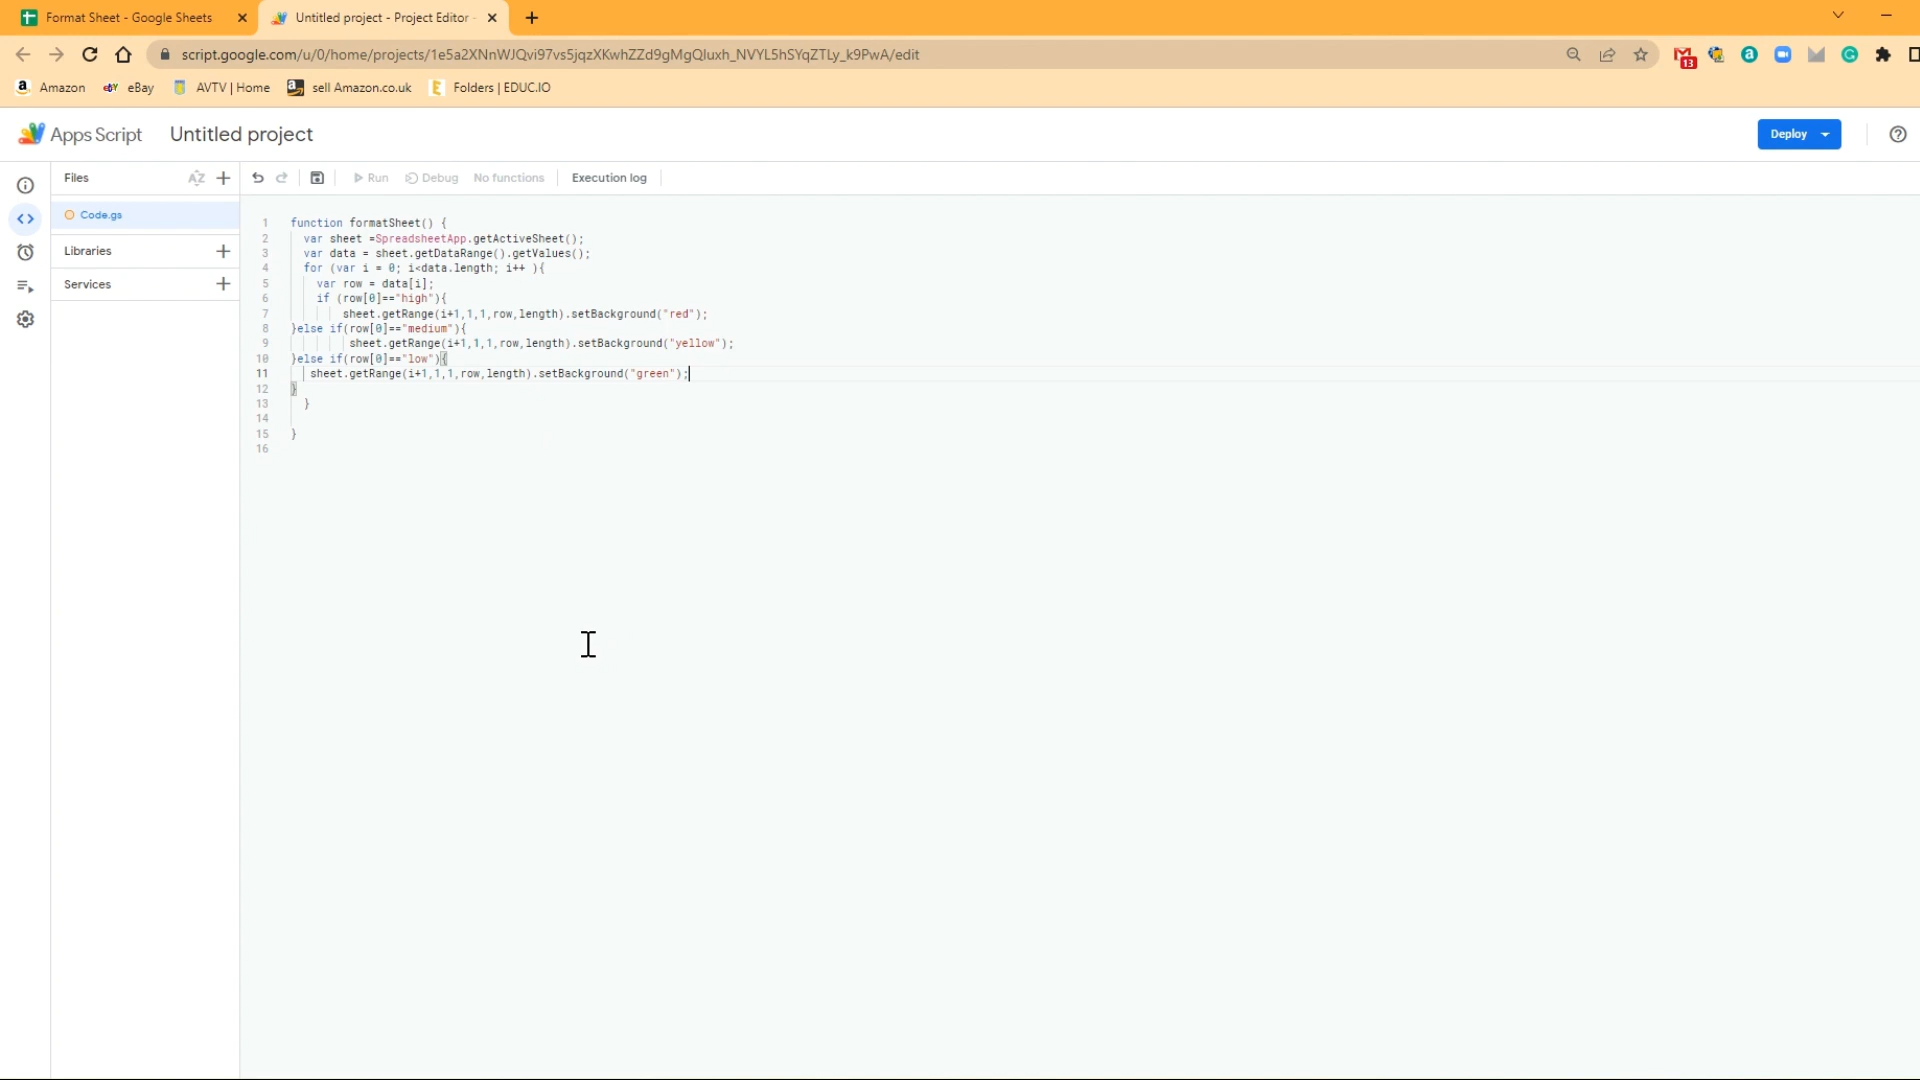 Format Sheet - Google Sheets
Untitled project - Project Editor -
script.google.com/u/0/home/projects/1e5a2XNnWJQvi97vs5jqzXKwhZZd9gMgQluxh_NVYL5hSYqZTLy_k9PwA/edit
13
Amazon eBay AVTV | Home sell Amazon.co.uk Folders | EDUC.IO
Apps Script Untitled project Deploy
Files AZ Run Debug No functions Execution log
Code.gs
Libraries
Services
1 function formatSheet() {
2 var sheet =SpreadsheetApp.getActiveSheet();
3 var data = sheet.getDataRange().getValues();
4 for (var i = 0; i<data.length; i++ ){
5 var row = data[i];
6 if (row[0]=="high"){
7 sheet.getRange(i+1,1,1,row,length).setBackground("red");
8 }else if(row[0]=="medium"){
9 sheet.getRange(i+1,1,1,row,length).setBackground("yellow");
10 }else if(row[0]=="low"){
11 sheet.getRange(i+1,1,1,row,length).setBackground("green");
12 }
13 }
14
15 }
16